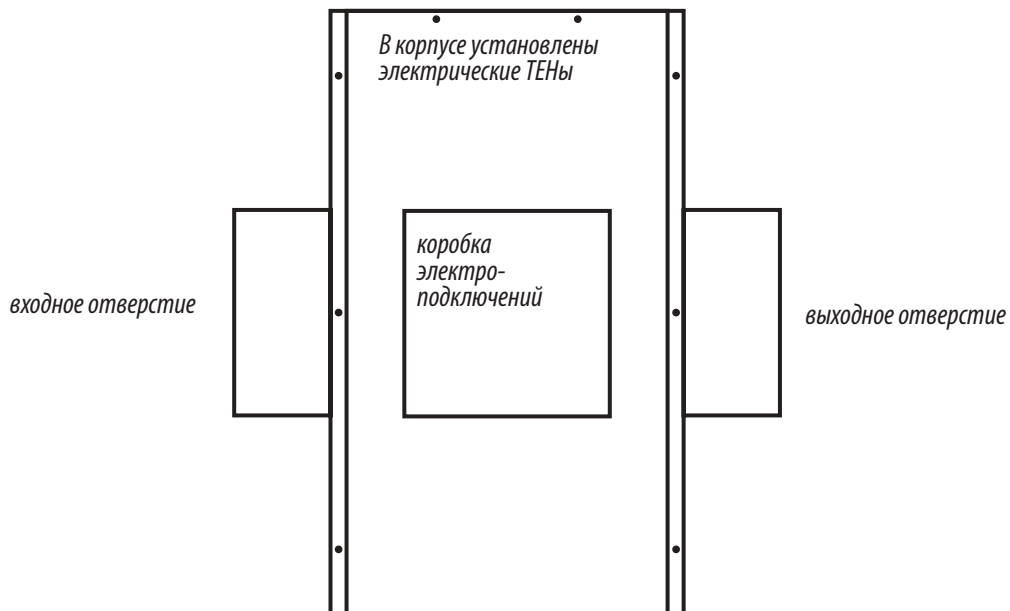 В корпусе установлены
электрические ТЕНы
коробка
электро-
подключений
входное отверстие
выходное отверстие